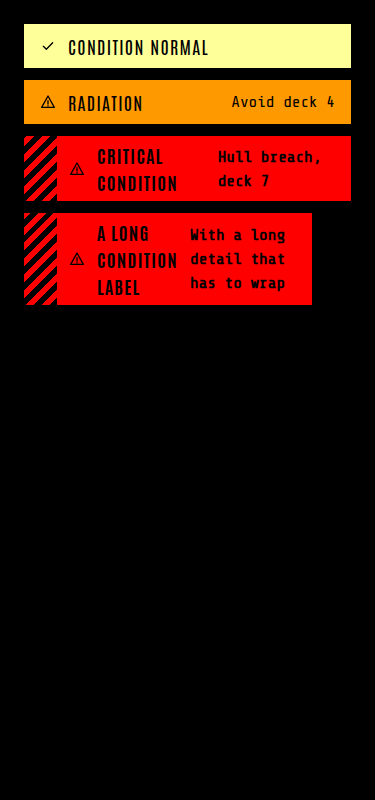 CONDITION NORMAL
RADIATION Avoid deck 4
CRITICAL CONDITION
Hull breach,
deck 7
A LONG
CONDITION
LABEL
With a long
detail that
has to wrap